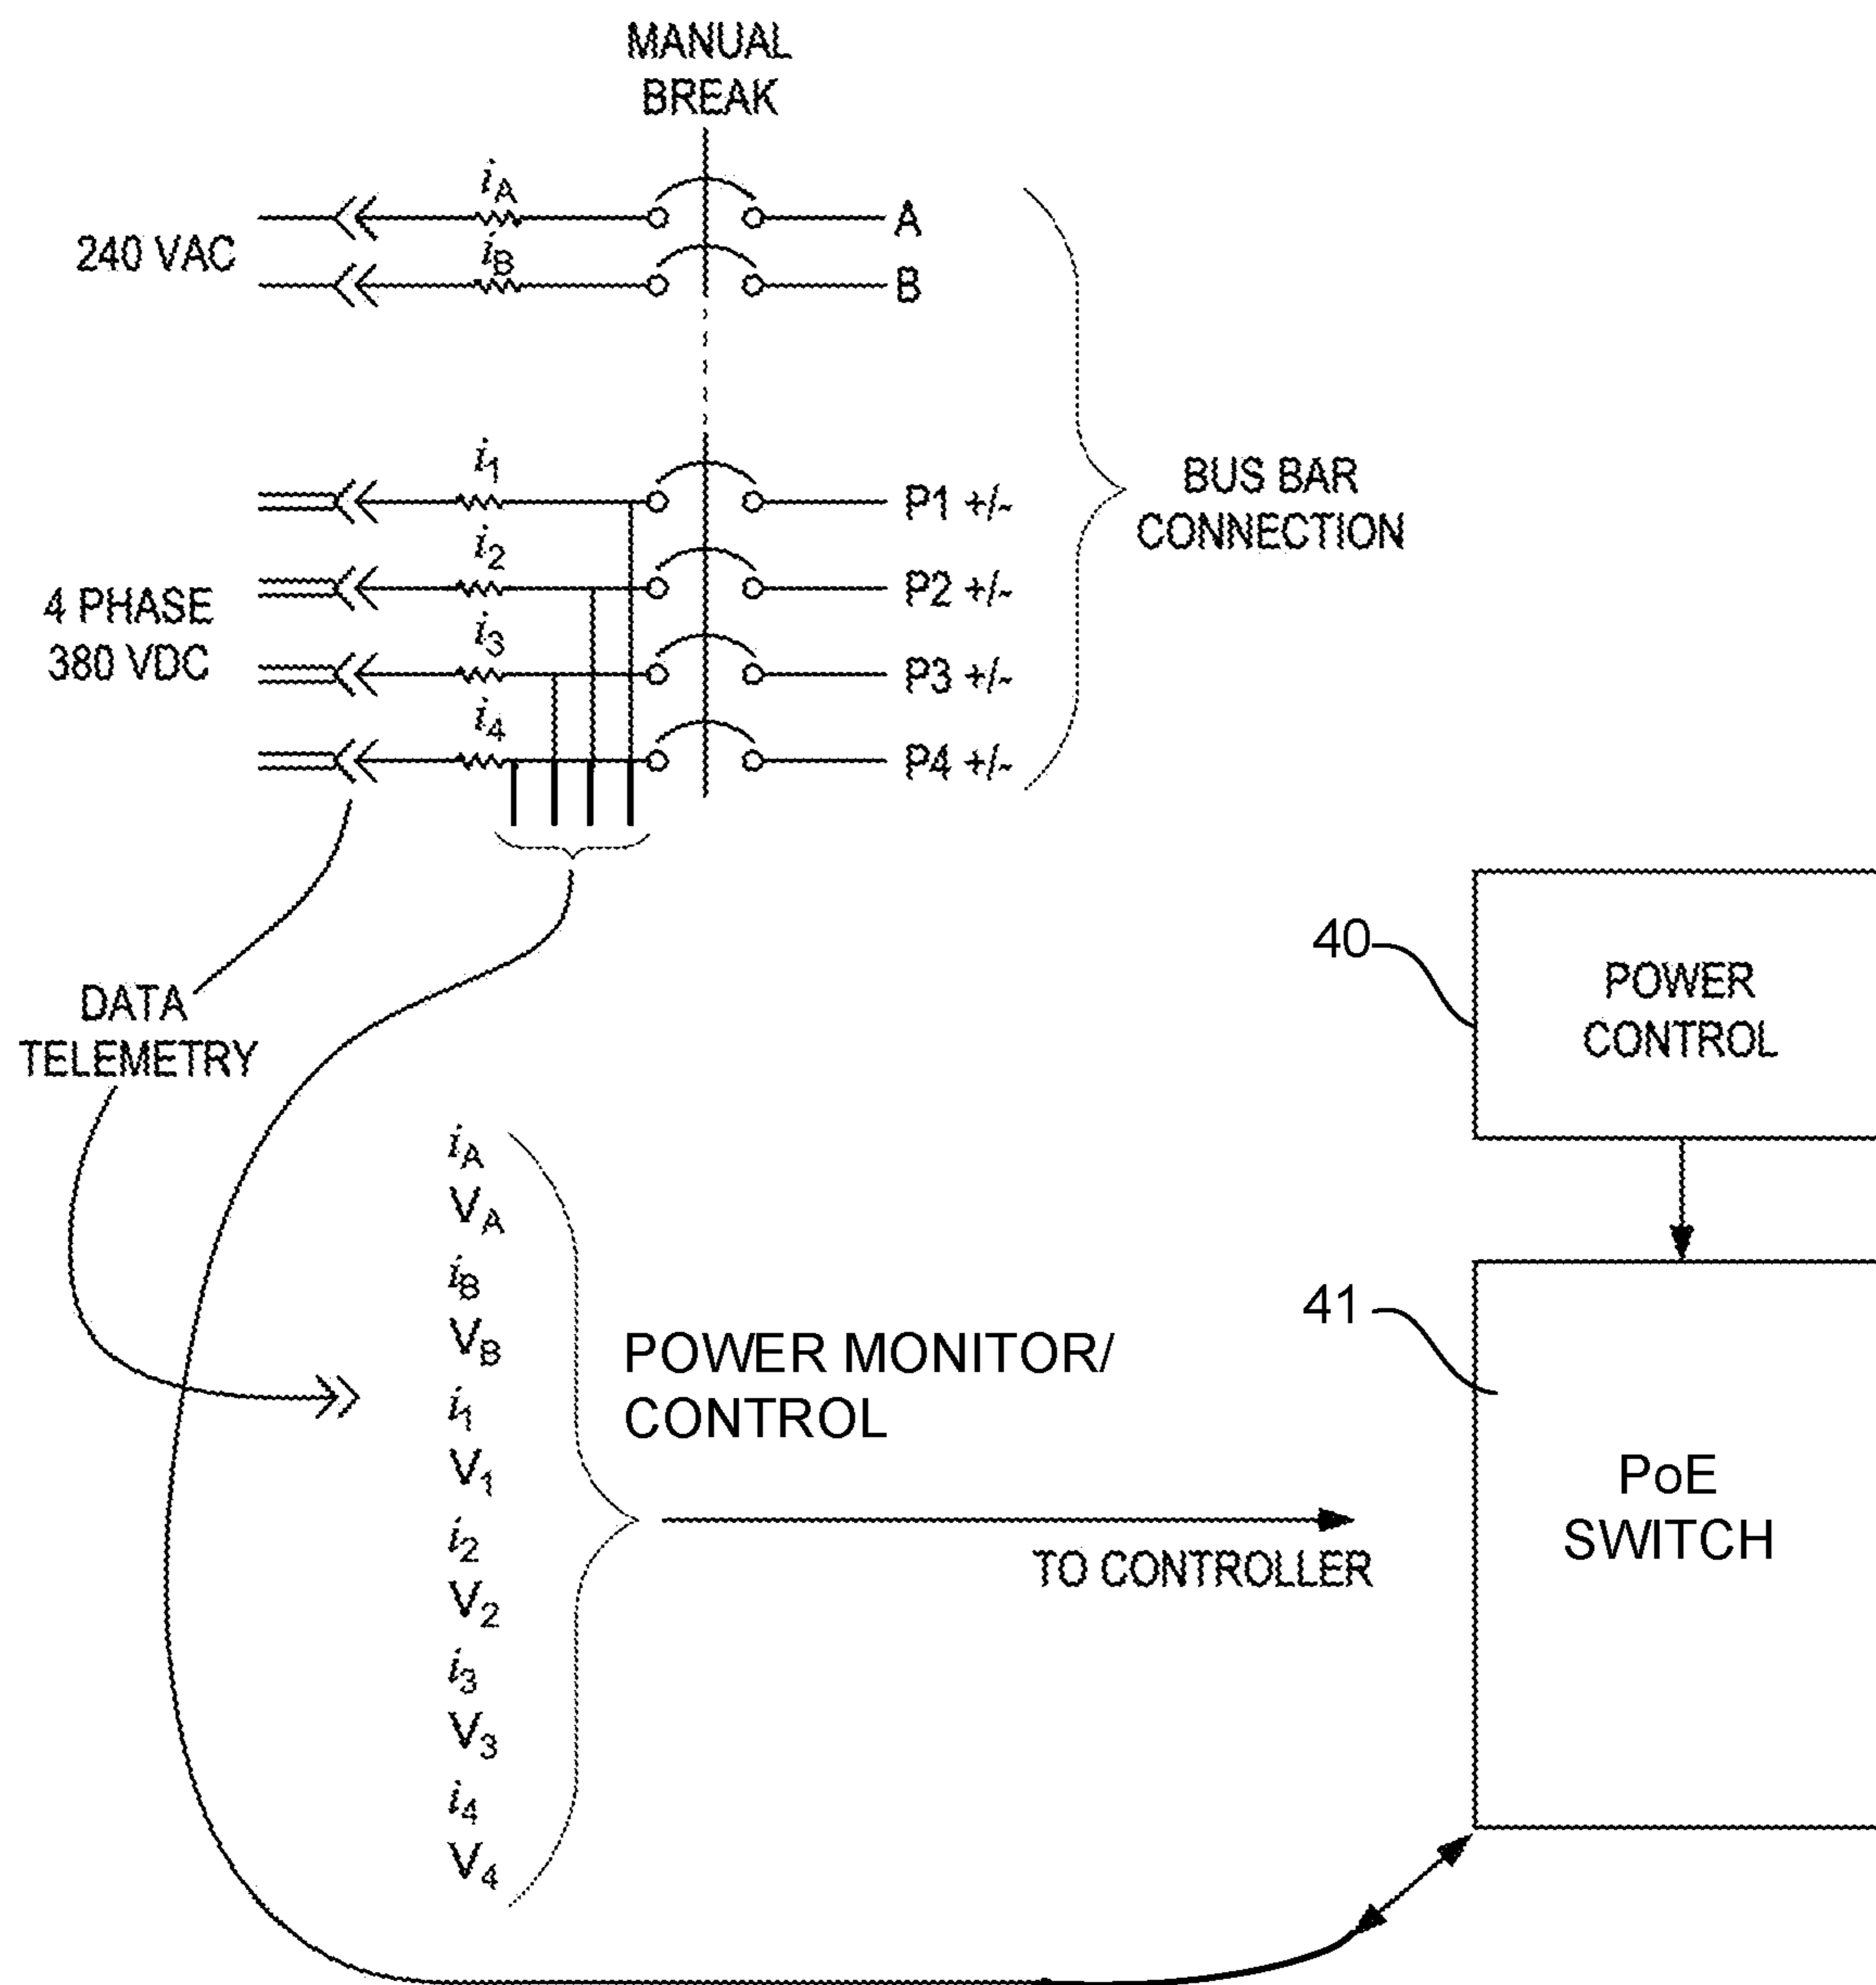 MANUAL
BREAK
iA
A
240 VAC
iB
B
i1
P1 +/-
BUS BAR
CONNECTION
i2
P2 +/-
4 PHASE
380 VDC
i3
P3 +/-
i4
P4 +/-
40
POWER
CONTROL
DATA
TELEMETRY
iA
VA
iB
VB
i1
V1
i2
V2
i3
V3
i4
V4
POWER MONITOR/
CONTROL
TO CONTROLLER
41
PoE
SWITCH